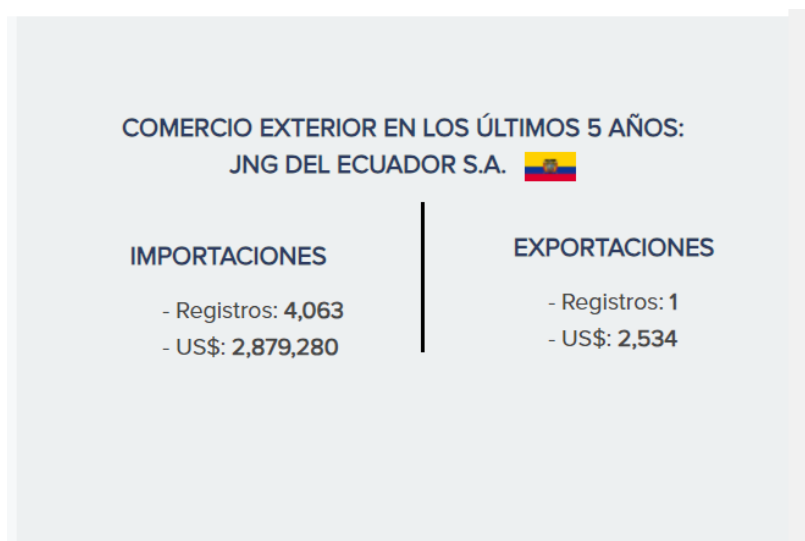 COMERCIO EXTERIOR EN LOS ÚLTIMOS 5 AÑOS:
JNG DEL ECUADOR S.A.
IMPORTACIONES
- Registros: 4,063
- US$: 2,879,280
EXPORTACIONES
- Registros: 1
- US$: 2,534